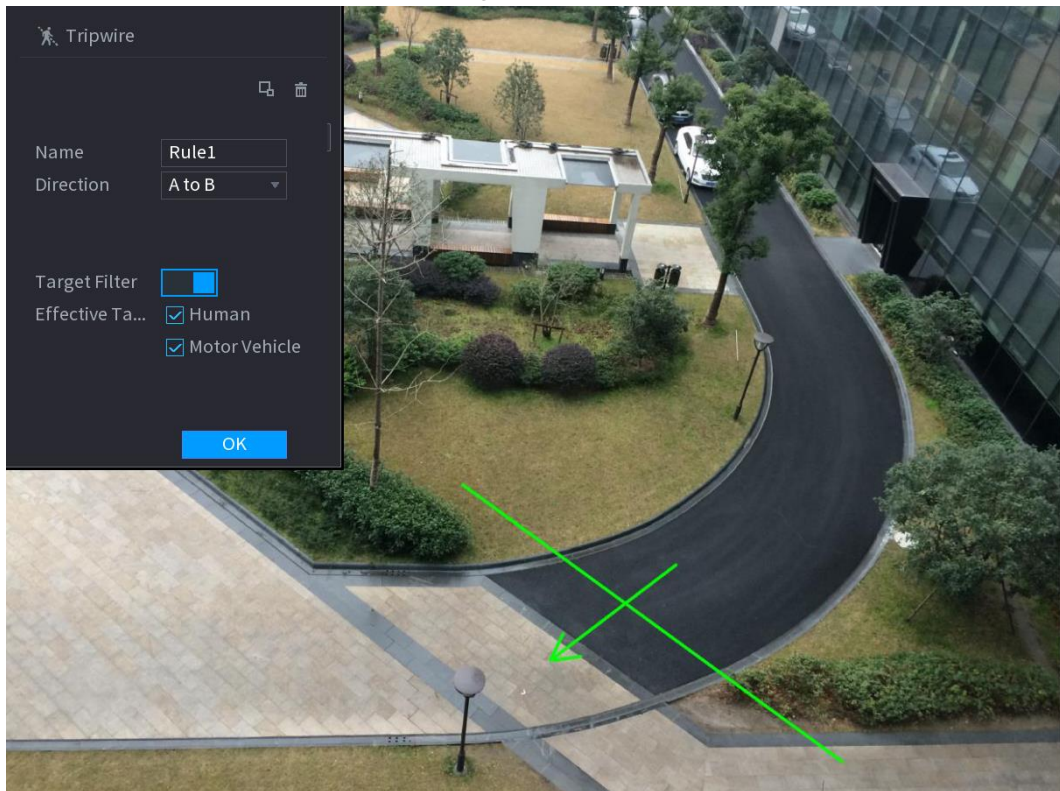 Tripwire
Name Rule1
Direction A to B
Target Filter
Effective Ta... Human
Motor Vehicle
OK